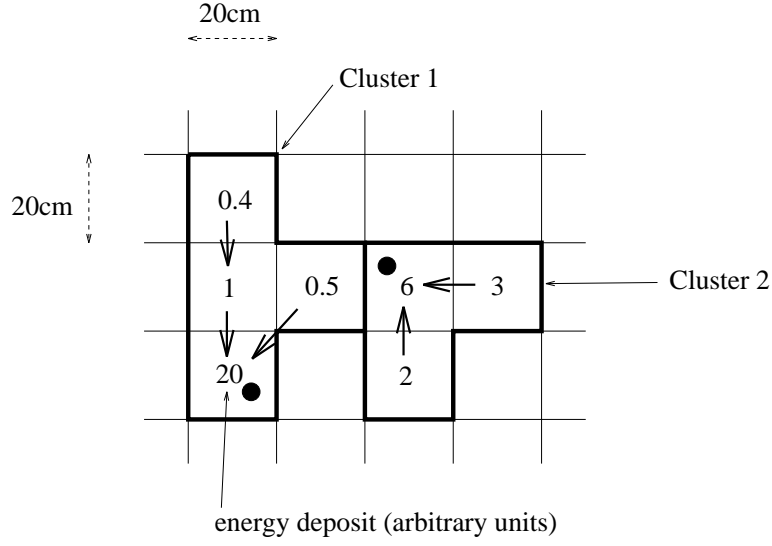 20cm
Cluster 1
20cm
0.4
1
0.5
6
3
Cluster 2
20
2
energy deposit (arbitrary units)